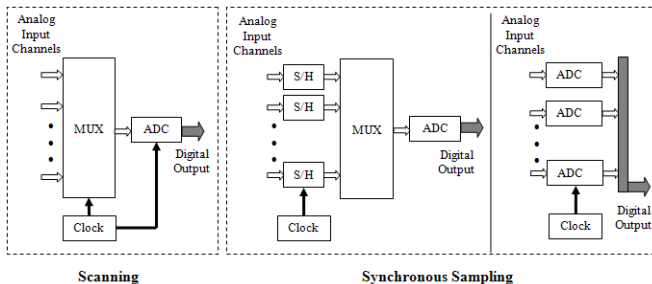 Analog
Input
Channels
MUX
ADC
Digital
Output
Clock
Scanning
Analog
Input
Channels
S/H
S/H
S/H
MUX
ADC
Digital
Output
Clock
Analog
Input
Channels
ADC
ADC
ADC
Clock
Digital
Output
Synchronous Sampling